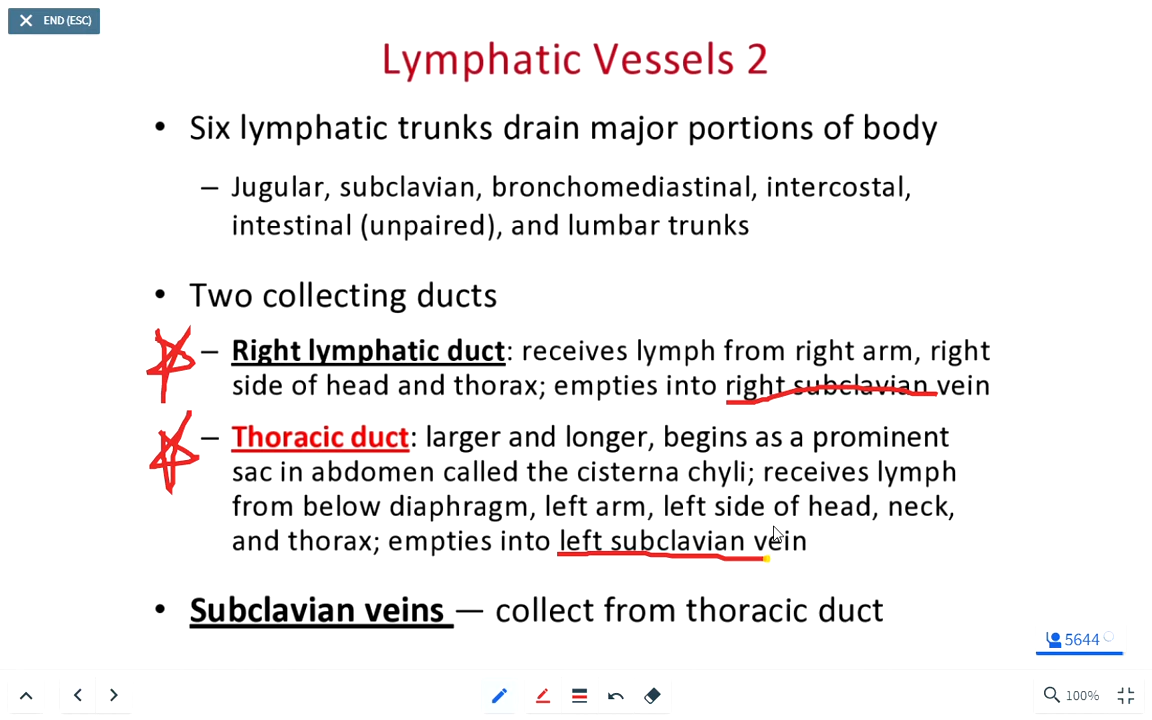 END (ESC)
Lymphatic Vessels 2
• Six lymphatic trunks drain major portions of body
– Jugular, subclavian, bronchomediastinal, intercostal,
intestinal (unpaired), and lumbar trunks
• Two collecting ducts
– Right lymphatic duct: receives lymph from right arm, right
side of head and thorax; empties into right subclavian vein
– Thoracic duct: larger and longer, begins as a prominent
sac in abdomen called the cisterna chyli; receives lymph
from below diaphragm, left arm, left side of head, neck,
and thorax; empties into left subclavian vein
• Subclavian veins — collect from thoracic duct
5644
100%